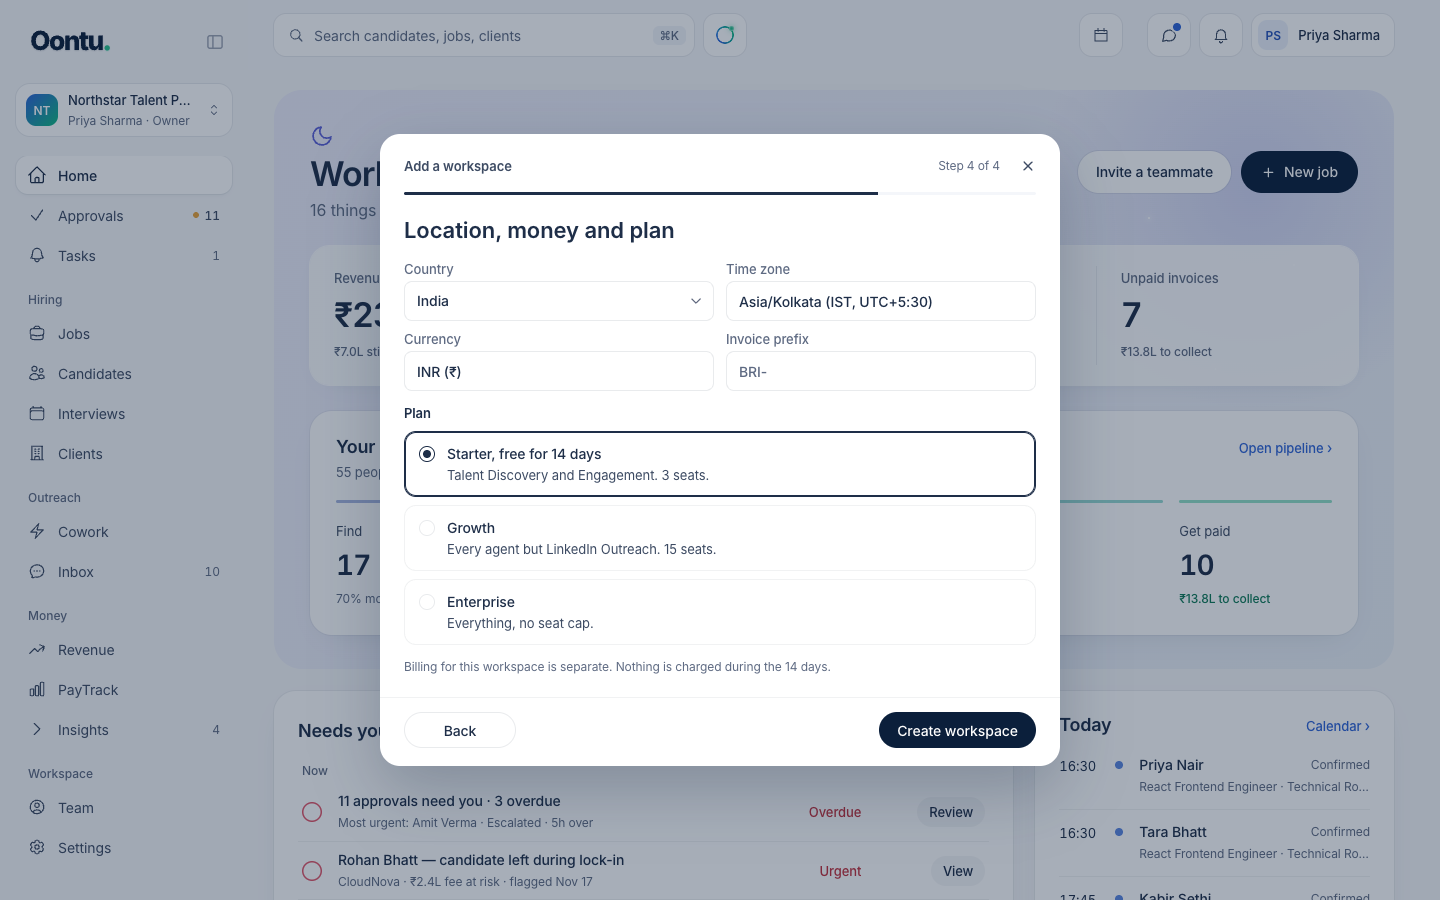 Oontu.
Search candidates, jobs, clients
⌘K
PS
Priya Sharma
NT
Northstar Talent P...
Priya Sharma · Owner
Home
Approvals
11
Tasks
1
Hiring
Jobs
Candidates
Interviews
Clients
Outreach
Cowork
Inbox
10
Money
Revenue
PayTrack
Insights
4
Workspace
Team
Settings
16 things
Invite a teammate
+ New job
Unpaid invoices
7
₹13.8L to collect
Your
Open pipeline ›
Find
17
Get paid
10
₹13.8L to collect
Add a workspace
Step 4 of 4
Location, money and plan
Country
Time zone
India
Asia/Kolkata (IST, UTC+5:30)
Currency
Invoice prefix
INR (₹)
BRI-
Plan
Starter, free for 14 days
Talent Discovery and Engagement. 3 seats.
Growth
Every agent but LinkedIn Outreach. 15 seats.
Enterprise
Everything, no seat cap.
Billing for this workspace is separate. Nothing is charged during the 14 days.
Back
Create workspace
Needs
Now
11 approvals need you · 3 overdue
Most urgent: Amit Verma · Escalated · 5h over
Overdue
Review
Rohan Bhatt — candidate left during lock-in
CloudNova · ₹2.4L fee at risk · flagged Nov 17
Urgent
View
Today
Calendar ›
16:30
Priya Nair
Confirmed
React Frontend Engineer · Technical Ro...
16:30
Tara Bhatt
Confirmed
React Frontend Engineer · Technical Ro...
17:45
Kabir Sethi
Confirmed